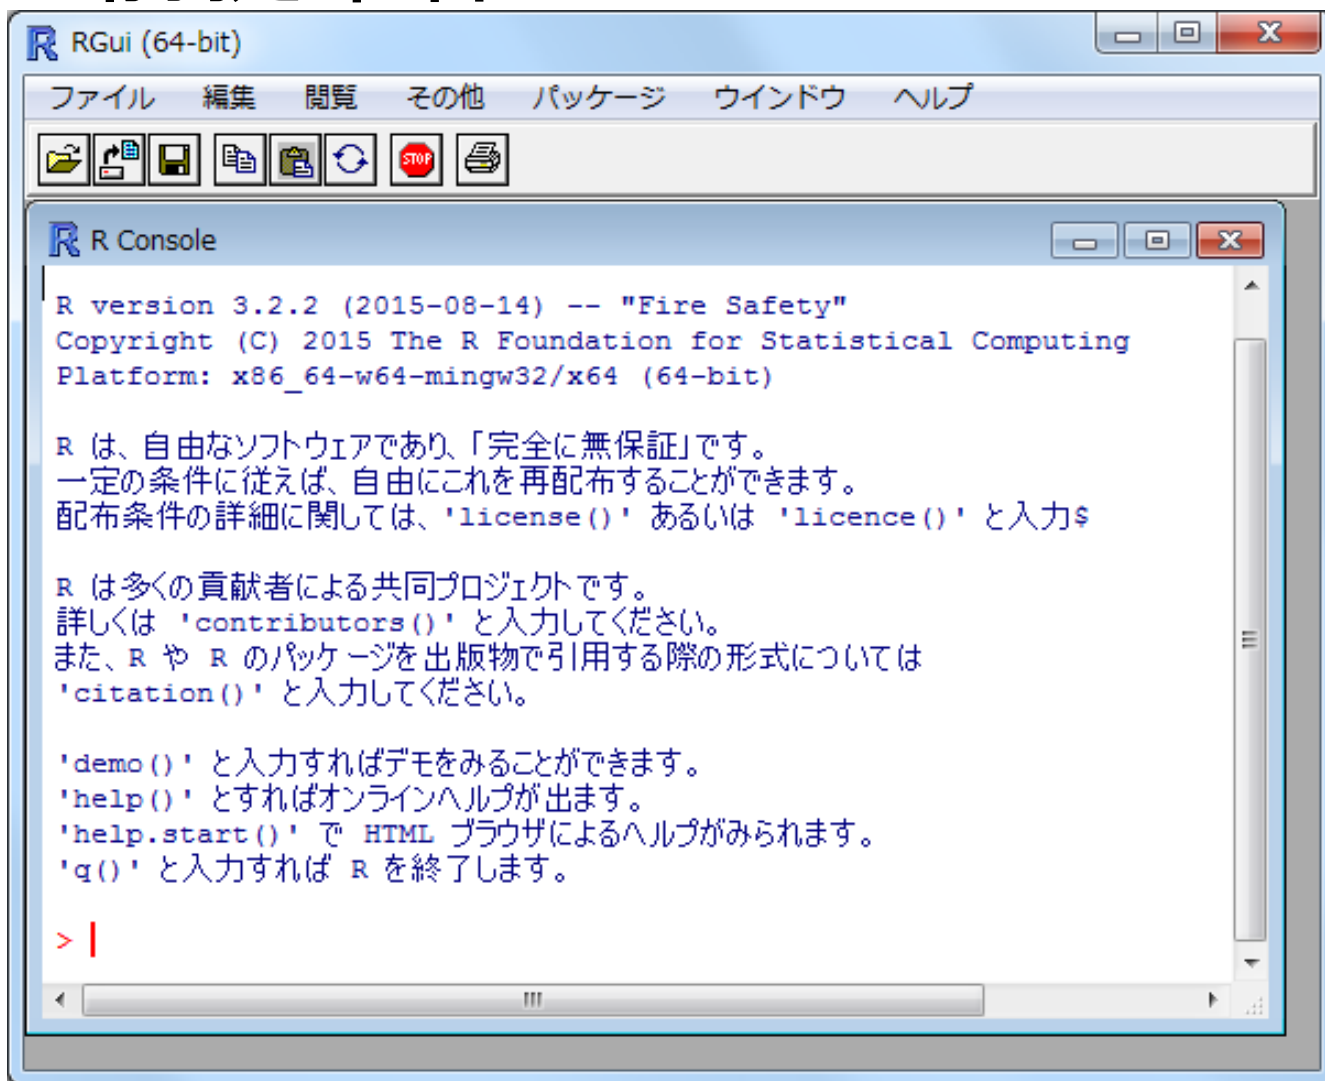 RGui (64-bit)
ファイル 編集 閲覧 その他 パッケージ ウインドウ ヘルプ
STOP
R Console
R version 3.2.2 (2015-08-14) -- "Fire Safety"
Copyright (C) 2015 The R Foundation for Statistical Computing
Platform: x86_64-w64-mingw32/x64 (64-bit)
R は、自由なソフトウェアであり、「完全に無保証」です。
一定の条件に従えば、自由にこれを再配布することができます。
配布条件の詳細に関しては、'license()' あるいは 'licence()' と入力$
R は多くの貢献者による共同プロジェクトです。
詳しくは 'contributors()' と入力してください。
また、R や R のパッケージを出版物で引用する際の形式については
'citation()' と入力してください。
'demo()' と入力すればデモをみることができます。
'help()' とすればオンラインヘルプが出ます。
'help.start()' で HTML ブラウザによるヘルプがみられます。
'q()' と入力すれば R を終了します。
>